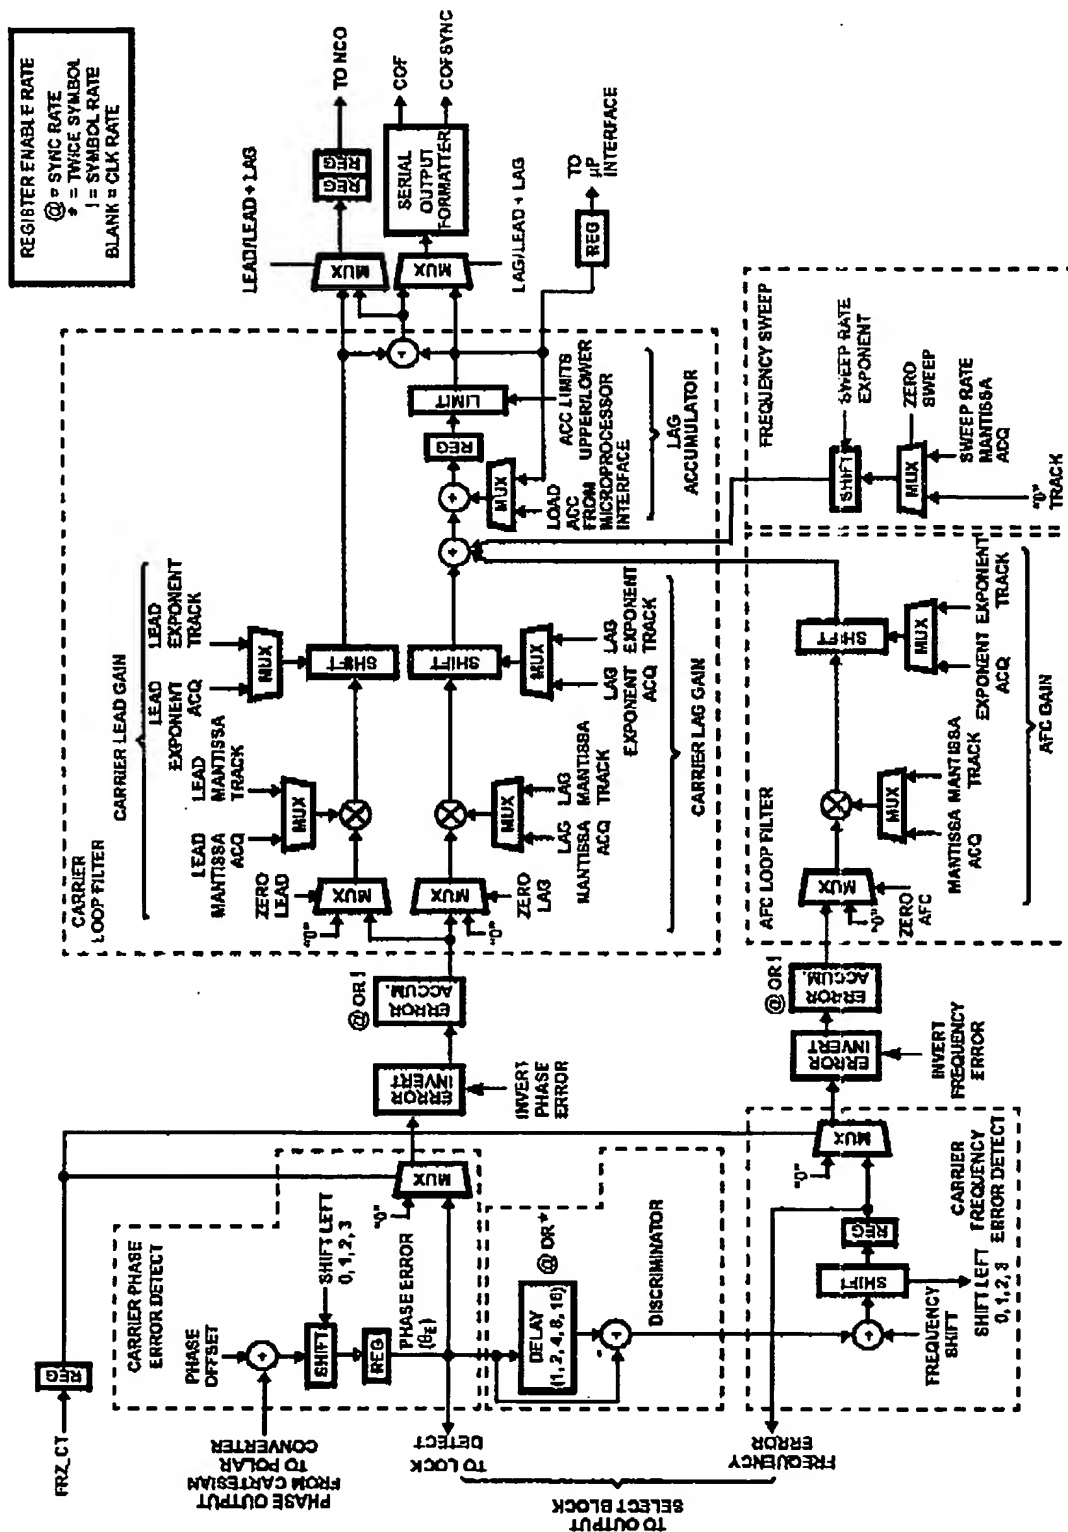 REGISTER ENABLE RATE
@ = SYNC RATE
* = TWICE SYMBOL
! = SYMBOL RATE
BLANK = CLK RATE
TO NCO
COF
COFSYNC
TO
µP
INTERFACE
REG
REG
SERIAL
OUTPUT
FORMATTER
REG
LEAD/LEAD + LAG
MUX
MUX
LAG/LEAD + LAG
CARRIER
LOOP FILTER
CARRIER LEAD GAIN
LEAD
MANTISSA
ACQ
LEAD
MANTISSA
TRACK
LEAD
EXPONENT
ACQ
LEAD
EXPONENT
TRACK
MUX
MUX
ZERO
LEAD
"0"
MUX
SHIFT
MUX
SHIFT
"0"
ZERO
LAG
MUX
MUX
LAG
MANTISSA
ACQ
LAG
MANTISSA
TRACK
LAG
EXPONENT
ACQ
LAG
EXPONENT
TRACK
CARRIER LAG GAIN
+
+
+
REG
LIMIT
MUX
LOAD
ACC
FROM
MICROPROCESSOR
INTERFACE
ACC LIMITS
UPPER/LOWER
LAG
ACCUMULATOR
FREQUENCY SWEEP
SHIFT
SWEEP RATE
EXPONENT
MUX
ZERO
SWEEP
"0"
TRACK
SWEEP RATE
MANTISSA
ACQ
AFC LOOP FILTER
MUX
"0"
ZERO
AFC
MUX
MANTISSA
ACQ
MANTISSA
TRACK
SHIFT
MUX
EXPONENT
ACQ
EXPONENT
TRACK
AFC GAIN
@ OR !
ERROR
ACCUM.
ERROR
INVERT
INVERT
PHASE
ERROR
@ OR !
ERROR
ACCUM.
ERROR
INVERT
INVERT
FREQUENCY
ERROR
FRZ_CT
REG
CARRIER PHASE
ERROR DETECT
PHASE
OFFSET
+
SHIFT
SHIFT LEFT
0, 1, 2, 3
REG
PHASE ERROR
(θE)
"0"
MUX
PHASE OUTPUT
FROM CARTESIAN
TO POLAR
CONVERTER
TO LOCK
DETECT
FREQUENCY
ERROR
TO OUTPUT
SELECT BLOCK
DELAY
(1, 2, 4, 8, 16)
@ OR *
+
-
DISCRIMINATOR
+
FREQUENCY
SHIFT
SHIFT
REG
SHIFT LEFT
0, 1, 2, 3
"0"
MUX
CARRIER
FREQUENCY
ERROR DETECT